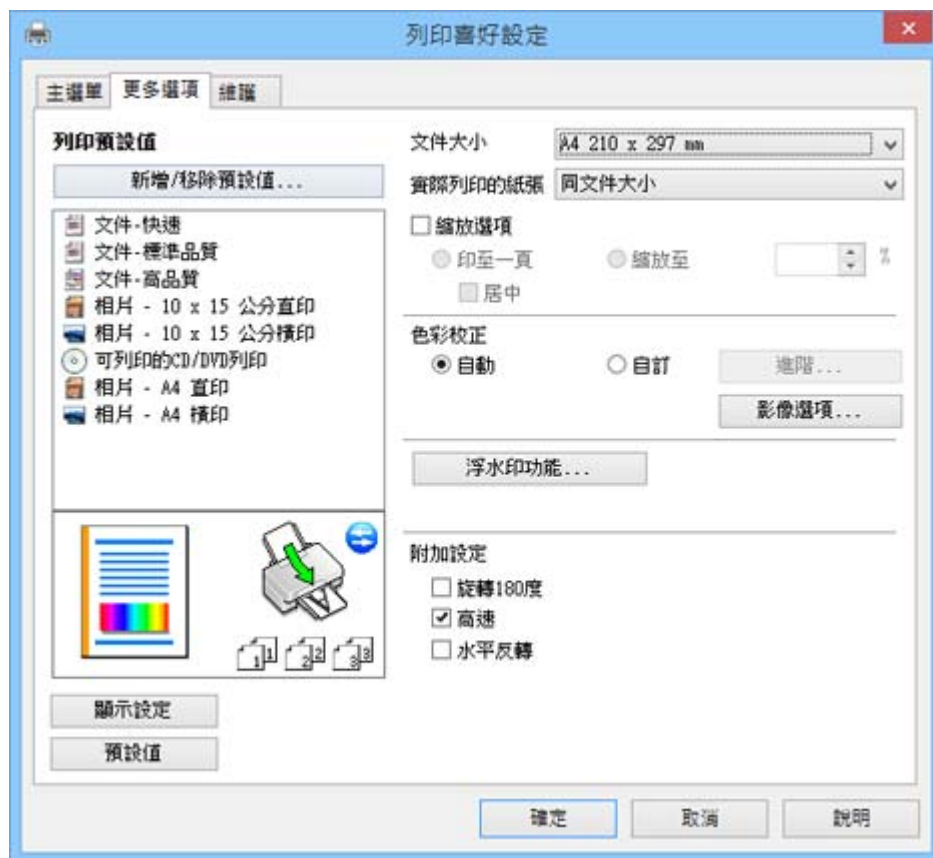 列印喜好設定
主選單 更多選項 維護
列印預設值
新增/移除預設值...
文件-快速
文件-標準品質
文件-高品質
相片 - 10 x 15 公分直印
相片 - 10 x 15 公分橫印
可列印的CD/DVD列印
相片 - A4 直印
相片 - A4 橫印
1 1 2 2 3 3
顯示設定
預設值
文件大小 A4 210 x 297 mm
實際列印的紙張 同文件大小
縮放選項
印至一頁 縮放至 %
居中
色彩校正
自動 自訂 進階...
影像選項...
浮水印功能...
附加設定
旋轉180度
高速
水平反轉
確定 取消 說明